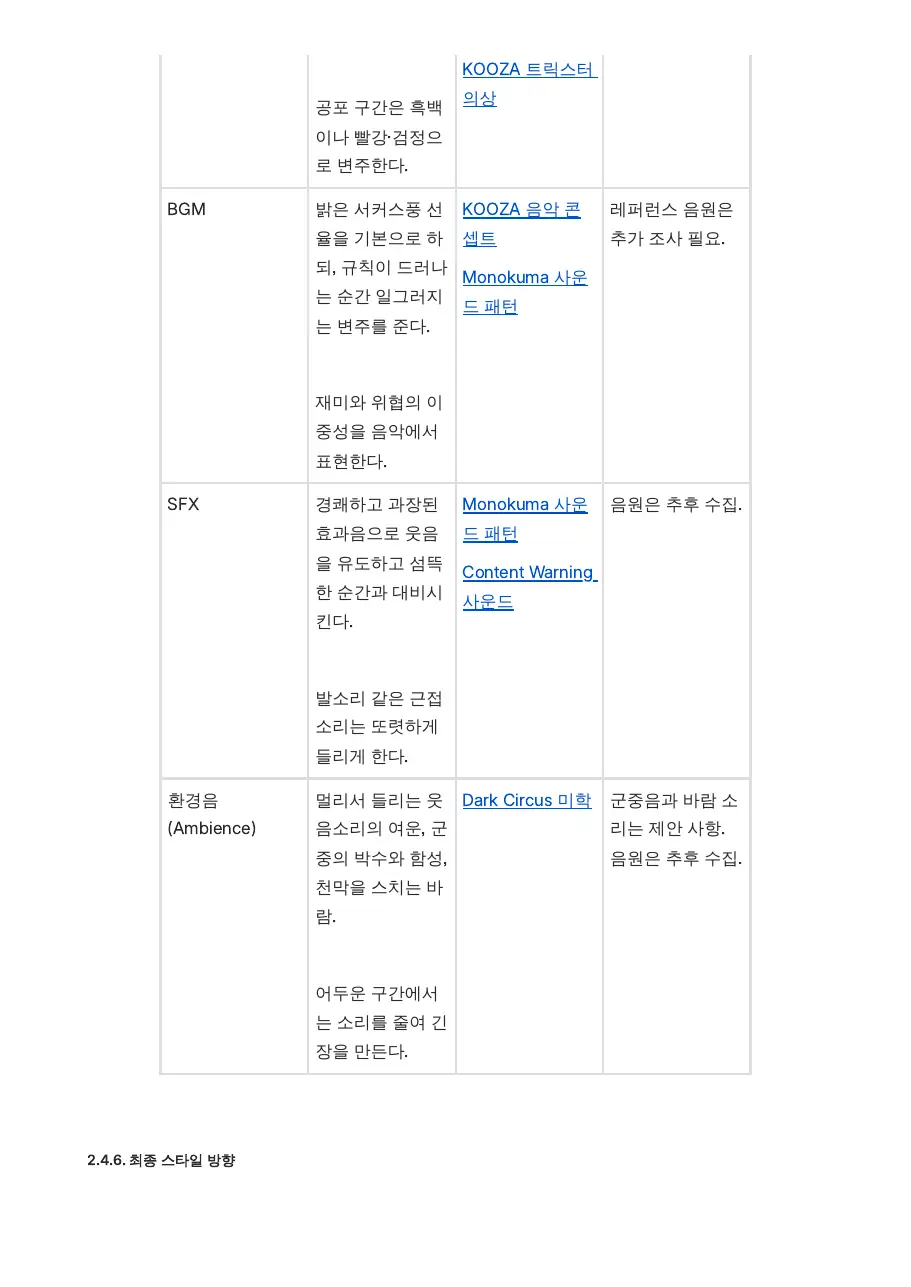 KOOZA 트릭스터
의상
공포 구간은 흑백
이나 빨강·검정으
로 변주한다.
BGM
밝은 서커스풍 선
율을 기본으로 하
되, 규칙이 드러나
는 순간 일그러지
는 변주를 준다.
재미와 위협의 이
중성을 음악에서
표현한다.
KOOZA 음악 콘
셉트
Monokuma 사운
드 패턴
레퍼런스 음원은
추가 조사 필요.
SFX
경쾌하고 과장된
효과음으로 웃음
을 유도하고 섬뜩
한 순간과 대비시
킨다.
발소리 같은 근접
소리는 또렷하게
들리게 한다.
Monokuma 사운
드 패턴
Content Warning
사운드
음원은 추후 수집.
환경음
(Ambience)
멀리서 들리는 웃
음소리의 여운, 군
중의 박수와 함성,
천막을 스치는 바
람.
어두운 구간에서
는 소리를 줄여 긴
장을 만든다.
Dark Circus 미학
군중음과 바람 소
리는 제안 사항.
음원은 추후 수집.
2.4.6. 최종 스타일 방향